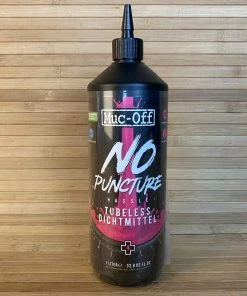 Muc-Off
NO
PUNCTURE
HASSLE
TUBELESS
DICHTMITTEL